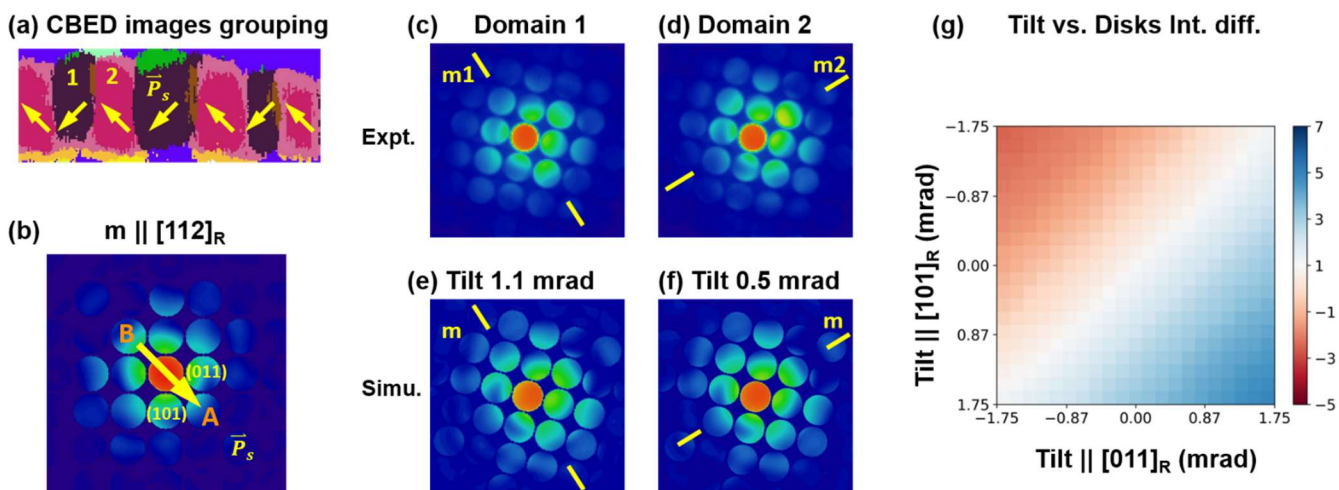 (a) CBED images grouping
1 2 P⃗s
(b) m || [112]R
B
(011)
(101) A
P⃗s
(c) Domain 1
m1
(d) Domain 2
m2
Expt.
(e) Tilt 1.1 mrad
m
(f) Tilt 0.5 mrad
m
Simu.
(g) Tilt vs. Disks Int. diff.
Tilt || [101]R (mrad)
−1.75
−0.87
0.00
0.87
1.75
−1.75 −0.87 0.00 0.87 1.75
Tilt || [011]R (mrad)
7
5
3
1
−1
−3
−5